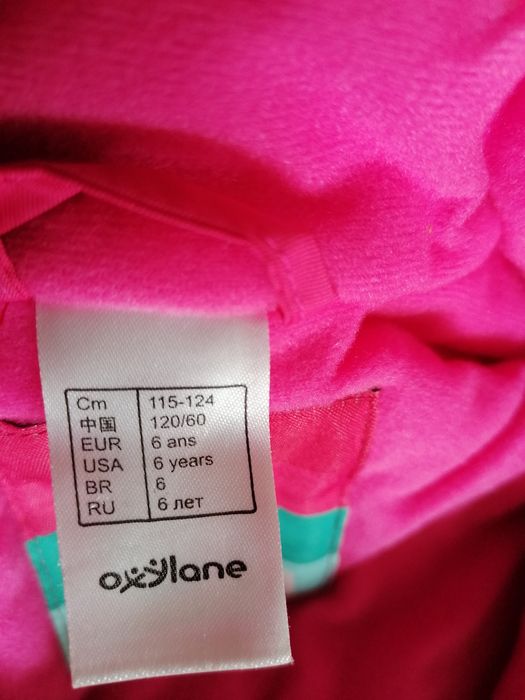 Cm 115-124
中国 120/60
EUR 6 ans
USA 6 years
BR 6
RU 6 лет
oxylane